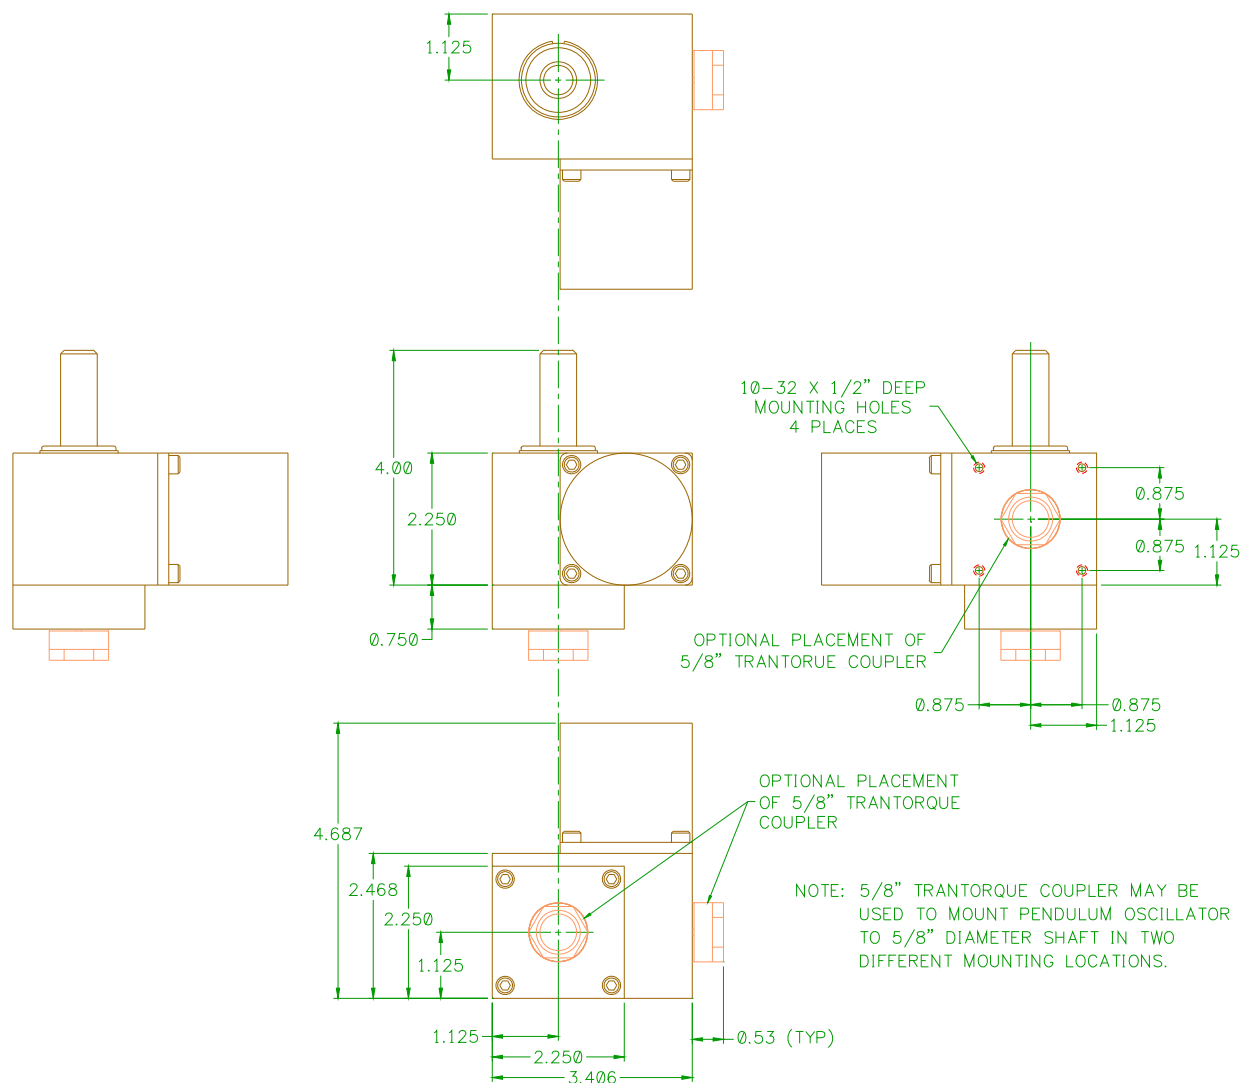 1.125
10-32 X 1/2" DEEP
MOUNTING HOLES
4 PLACES
4.00
2.250
0.750
0.875
0.875
1.125
OPTIONAL PLACEMENT OF
5/8" TRANTORUE COUPLER
0.875
0.875
1.125
OPTIONAL PLACEMENT
OF 5/8" TRANTORQUE
COUPLER
4.687
2.468
2.250
1.125
NOTE: 5/8" TRANTORQUE COUPLER MAY BE
USED TO MOUNT PENDULUM OSCILLATOR
TO 5/8" DIAMETER SHAFT IN TWO
DIFFERENT MOUNTING LOCATIONS.
1.125
0.53 (TYP)
2.250
3.406